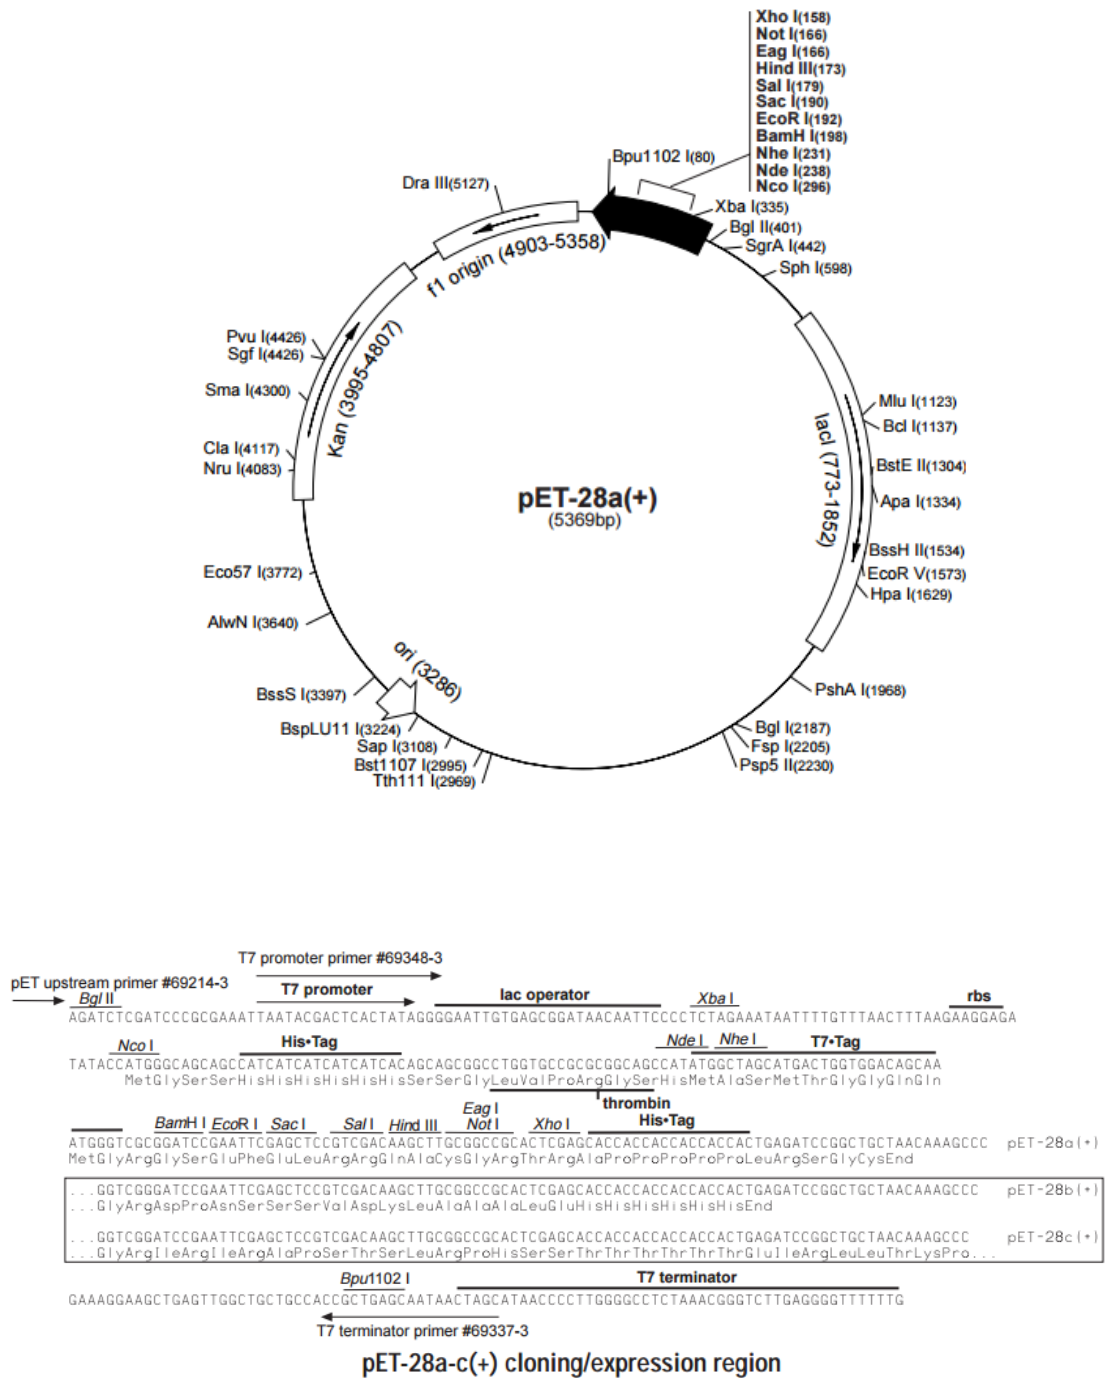 Xho I(158)
Not I(166)
Eag I(166)
Hind III(173)
Sal I(179)
Sac I(190)
EcoR I(192)
BamH I(198)
Nhe I(231)
Nde I(238)
Nco I(296)
Bpu1102 I(80)
Dra III(5127)
Xba I(335)
Bgl II(401)
SgrA I(442)
Sph I(598)
f1 origin (4903-5358)
Pvu I(4426)
Sgf I(4426)
Sma I(4300)
Kan (3995-4807)
Cla I(4117)
Nru I(4083)
Mlu I(1123)
Bcl I(1137)
BstE II(1304)
Apa I(1334)
lacI (773-1852)
BssH II(1534)
EcoR V(1573)
Hpa I(1629)
pET-28a(+)
(5369bp)
Eco57 I(3772)
AlwN I(3640)
ori (3286)
BssS I(3397)
BspLU11 I(3224)
Sap I(3108)
Bst1107 I(2995)
Tth111 I(2969)
PshA I(1968)
Bgl I(2187)
Fsp I(2205)
Psp5 II(2230)
T7 promoter primer #69348-3
pET upstream primer #69214-3
Bgl II T7 promoter lac operator Xba I rbs
AGATCTCGATCCCGCGAAATTAATACGACTCACTATAGGGGAATTGTGAGCGGATAACAATTCCCCTCTAGAAATAATTTTGTTTAACTTTAAGAAGGAGA
Nco I His•Tag Nde I Nhe I T7•Tag
TATACCATGGGCAGCAGCCATCATCATCATCATCACAGCAGCGGCCTGGTGCCGCGCGGCAGCCATATGGCTAGCATGACTGGTGGACAGCAA
MetGlySerSerHisHisHisHisHisHisSerSerGlyLeuValProArgGlySerHisMetAlaSerMetThrGlyGlyGlnGln
thrombin
BamH I EcoR I Sac I Sal I Hind III Eag I Not I Xho I His•Tag
ATGGGTCGCGGATCCGAATTCGAGCTCCGTCGACAAGCTTGCGGCCGCACTCGAGCACCACCACCACCACCACTGAGATCCGGCTGCTAACAAAGCCC pET-28a(+)
MetGlyArgGlySerGluPheGluLeuArgArgGlnAlaCysGlyArgThrArgAlaProProProProProLeuArgSerGlyCysEnd
...GGTCGGGATCCGAATTCGAGCTCCGTCGACAAGCTTGCGGCCGCACTCGAGCACCACCACCACCACCACTGAGATCCGGCTGCTAACAAAGCCC pET-28b(+)
...GlyArgAspProAsnSerSerSerValAspLysLeuAlaAlaAlaLeuGluHisHisHisHisHisHisEnd
...GGTCGGATCCGAATTCGAGCTCCGTCGACAAGCTTGCGGCCGCACTCGAGCACCACCACCACCACCACTGAGATCCGGCTGCTAACAAAGCCC pET-28c(+)
...GlyArgIleArgIleArgAlaProSerThrSerLeuArgProHisSerSerThrThrThrThrThrThrGluIleArgLeuLeuThrLysPro...
Bpu1102 I T7 terminator
GAAAGGAAGCTGAGTTGGCTGCTGCCACCGCTGAGCAATAACTAGCATAACCCCTTGGGGCCTCTAAACGGGTCTTGAGGGGTTTTTTG
T7 terminator primer #69337-3
pET-28a-c(+) cloning/expression region